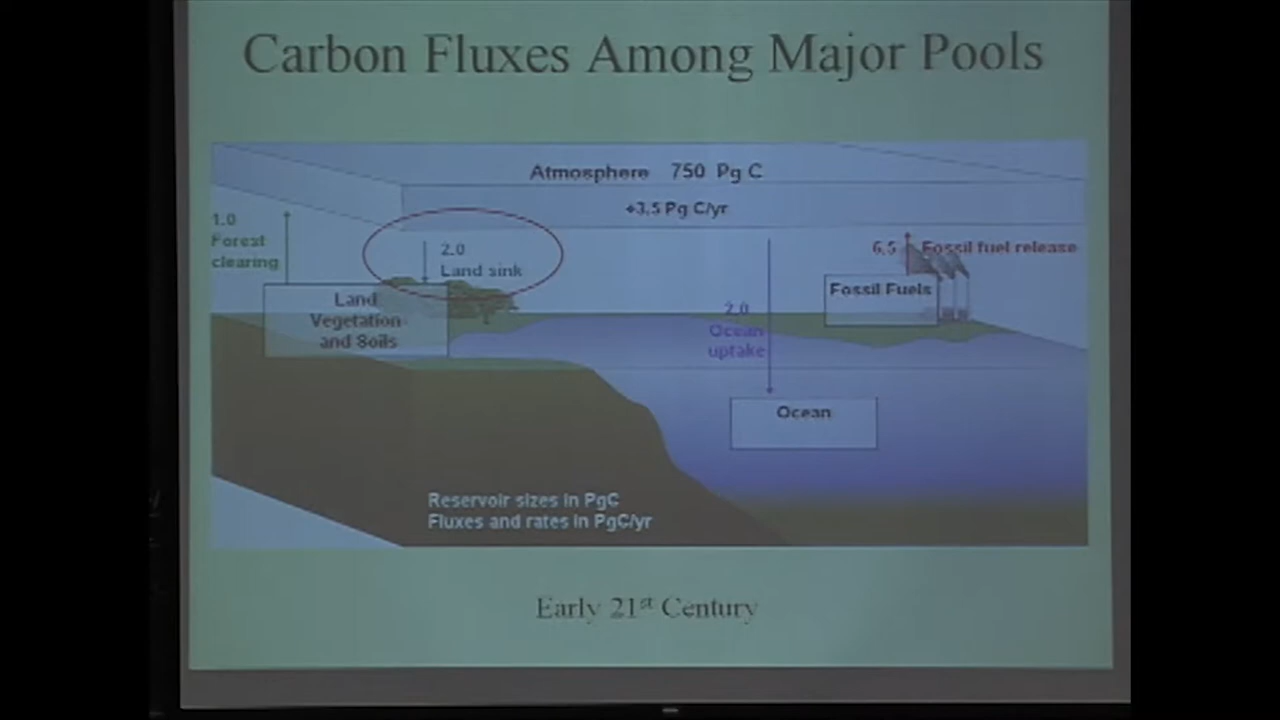 Carbon Fluxes Among Major Pools
Atmosphere 750 Pg C
+3.5 Pg C/yr
1.0
Forest
clearing
2.0
Land sink
6.5 Fossil fuel release
Land
Vegetation
and Soils
Fossil Fuels
2.0
Ocean
uptake
Ocean
Reservoir sizes in PgC
Fluxes and rates in PgC/yr
Early 21st Century